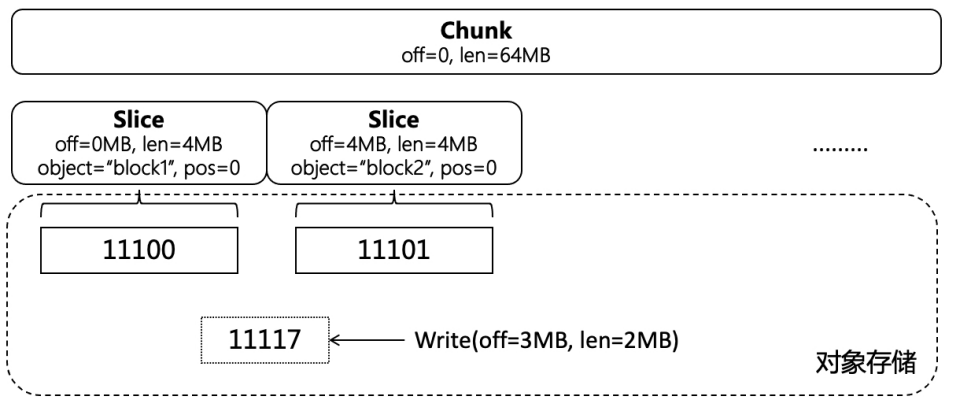 Chunk
off=0, len=64MB
Slice
off=0MB, len=4MB
object=“block1”, pos=0
Slice
off=4MB, len=4MB
object=“block2”, pos=0
.........
11100
11101
11117
Write(off=3MB, len=2MB)
对象存储